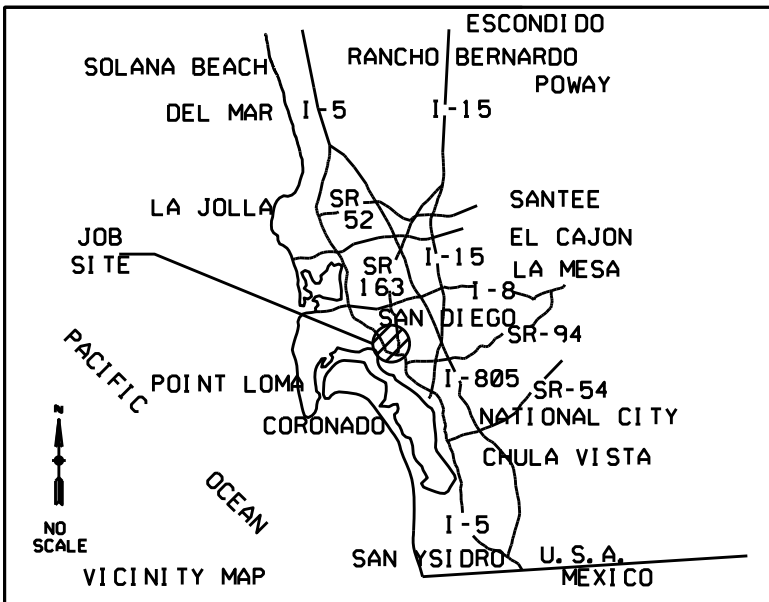 ESCONDIDO
RANCHO BERNARDO
SOLANA BEACH
POWAY
DEL MAR
I-5
I-15
LA JOLLA
SR
52
SANTEE
JOB
SITE
EL CAJON
SR
163
I-15
LA MESA
I-8
SAN DIEGO
SR-94
PACIFIC
POINT LOMA
I-805
SR-54
N
CORONADO
NATIONAL CITY
CHULA VISTA
OCEAN
NO
SCALE
I-5
SAN YSIDRO
U.S.A.
VICINITY MAP
MEXICO